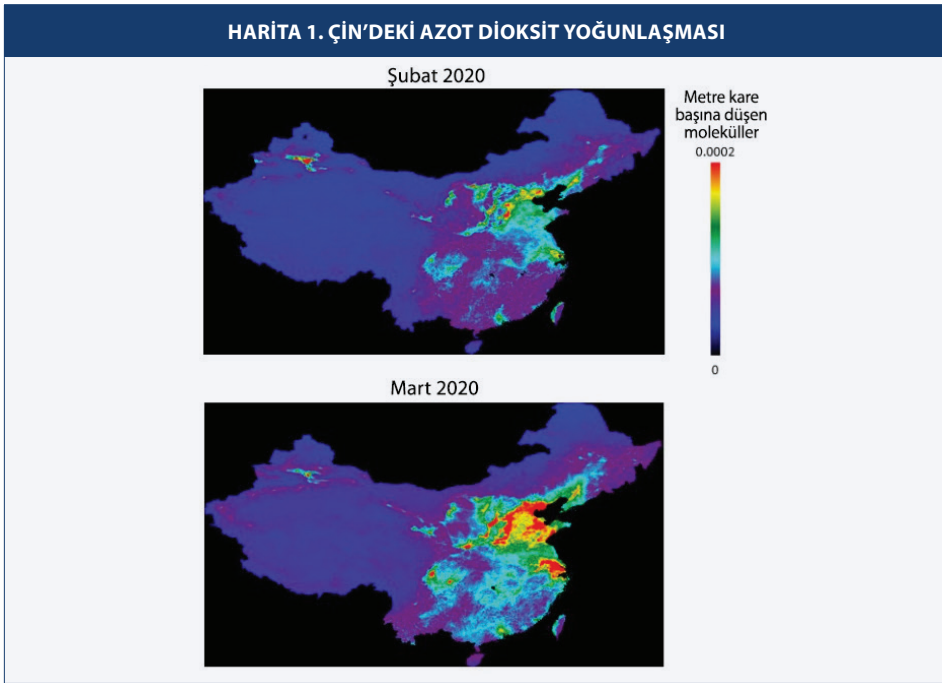 HARİTA 1. ÇİN’DEKİ AZOT DİOKSİT YOĞUNLAŞMASI
Şubat 2020
Metre kare
başına düşen
moleküller
0.0002
0
Mart 2020